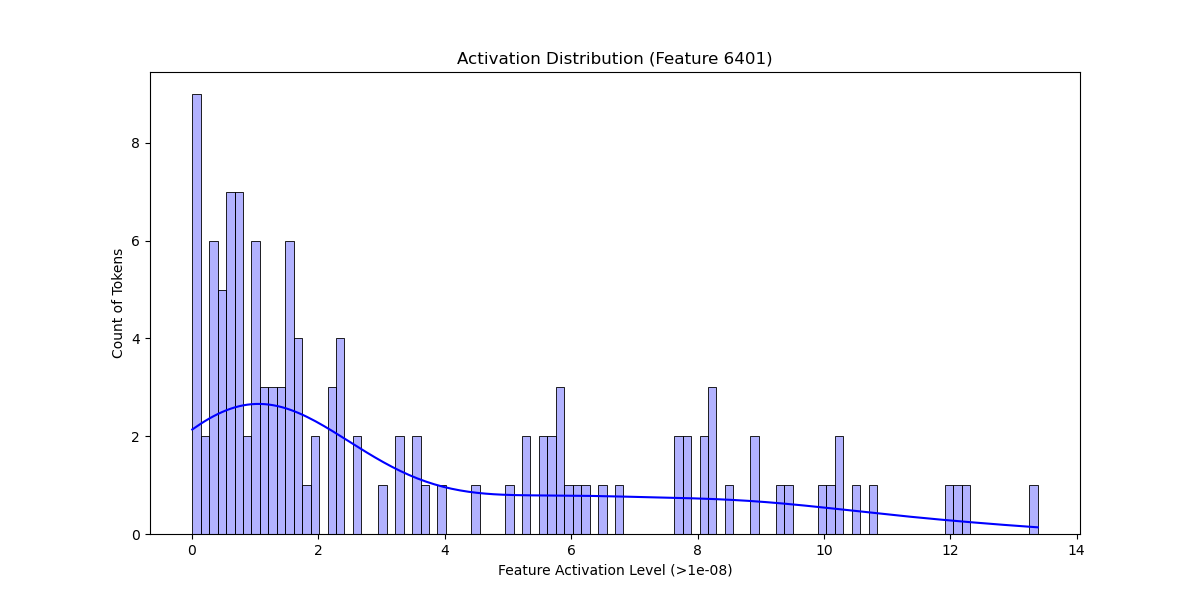 Activation Distribution (Feature 6401)
Count of Tokens
8
6
4
2
0
0 2 4 6 8 10 12 14
Feature Activation Level (>1e-08)